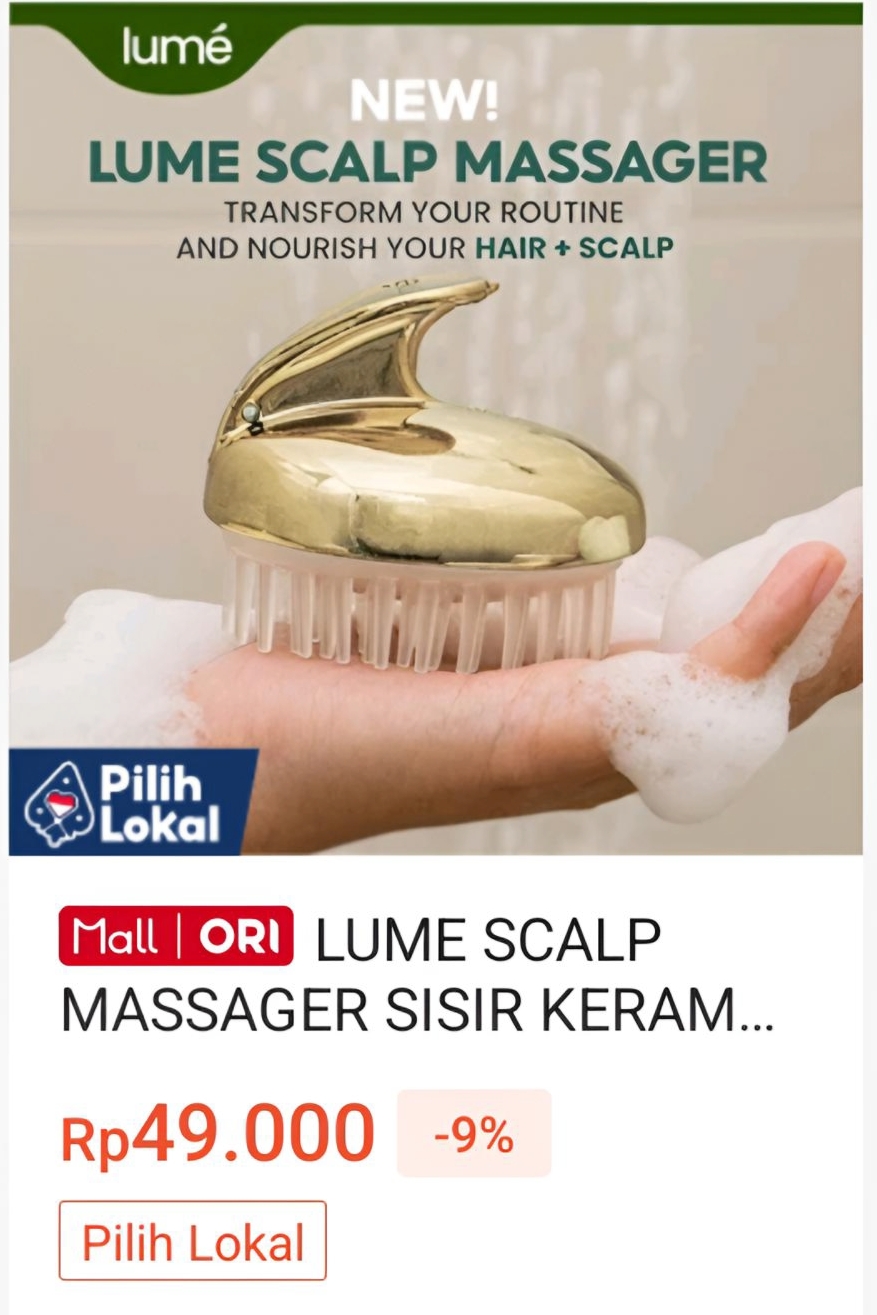 lumé
NEW!
LUME SCALP MASSAGER
TRANSFORM YOUR ROUTINE
AND NOURISH YOUR HAIR + SCALP
Pilih
Lokal
Mall | ORI LUME SCALP
MASSAGER SISIR KERAM...
Rp49.000 -9%
Pilih Lokal